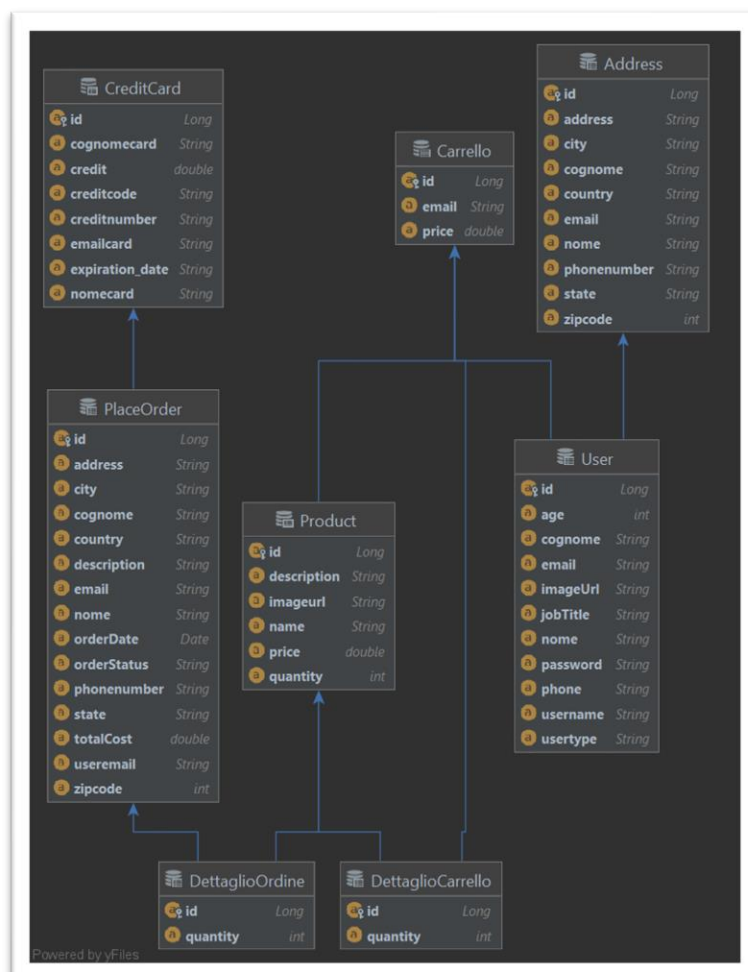 CreditCard
id Long
cognomecard String
credit double
creditcode String
creditnumber String
emailcard String
expiration_date String
nomecard String
Carrello
id Long
email String
price double
Address
id Long
address String
city String
cognome String
country String
email String
nome String
phonenumber String
state String
zipcode int
PlaceOrder
id Long
address String
city String
cognome String
country String
description String
email String
nome String
orderDate Date
orderStatus String
phonenumber String
state String
totalCost double
useremail String
zipcode int
Product
id Long
description String
imageurl String
name String
price double
quantity int
User
id Long
age int
cognome String
email String
imageUrl String
jobTitle String
nome String
password String
phone String
username String
usertype String
DettaglioOrdine
id Long
quantity int
DettaglioCarrello
id Long
quantity int
Powered by yFiles